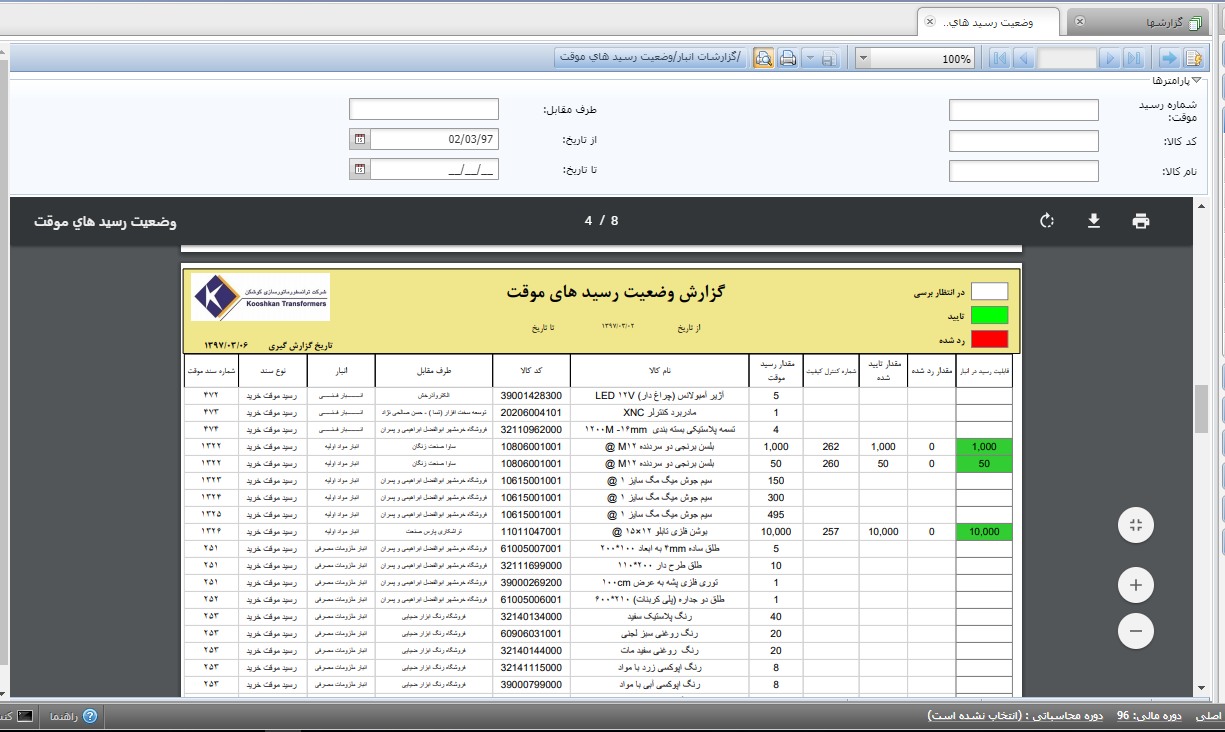 گزارشها
وضعیت رسید هاي..
100%
/گزارشات انبار/وضعیت رسید هاي موقت
پارامترها
شماره رسید موقت:
طرف مقابل:
کد کالا:
از تاریخ:
02/03/97
نام کالا:
تا تاریخ:
__/__/__
وضعیت رسید هاي موقت
4 / 8
شرکت ترانسفورماتورسازی کوشکن
Kooshkan Transformers
گزارش وضعیت رسید های موقت
در انتظار برسی
تایید
رد شده
از تاریخ ۱۳۹۷/۰۳/۰۲ تا تاریخ
تاریخ گزارش گیری ۱۳۹۷/۰۳/۰۶
شماره سند موقت نوع سند انبار طرف مقابل کد کالا نام کالا مقدار رسید موقت شماره کنترل کیفیت مقدار تایید شده مقدار رد شده قابلیت رسید در انبار
۴۷۲ رسید موقت خرید انبار فنی الکتروآذرخش 39001428300 آژیر آمبولانس (چراغ دار) LED ۱۲V 5
۴۷۳ رسید موقت خرید انبار فنی توسعه سخت افزار (تسا) - حسن صالحی نژاد 20206004101 مادربرد کنترلر XNC 1
۴۷۴ رسید موقت خرید انبار فنی فروشگاه خرمشهر ابوالفضل ابراهیمی و پسران 32110962000 تسمه پلاستیکی بسته بندی ۱۲۰۰M -۱۶mm 4
۱۳۲۲ رسید موقت خرید انبار مواد اولیه ساوا صنعت زنگان 10806001001 پلسن برنجی دو سردنده M۱۲ @ 1,000 262 1,000 0 1,000
۱۳۲۲ رسید موقت خرید انبار مواد اولیه ساوا صنعت زنگان 10806001001 پلسن برنجی دو سردنده M۱۲ @ 50 260 50 0 50
۱۳۲۳ رسید موقت خرید انبار مواد اولیه فروشگاه خرمشهر ابوالفضل ابراهیمی و پسران 10615001001 سیم جوش میگ مگ سایز ۱ @ 150
۱۳۲۴ رسید موقت خرید انبار مواد اولیه فروشگاه خرمشهر ابوالفضل ابراهیمی و پسران 10615001001 سیم جوش میگ مگ سایز ۱ @ 300
۱۳۲۵ رسید موقت خرید انبار مواد اولیه فروشگاه خرمشهر ابوالفضل ابراهیمی و پسران 10615001001 سیم جوش میگ مگ سایز ۱ @ 495
۱۳۲۶ رسید موقت خرید انبار مواد اولیه تراشکاری پارس صنعت 11011047001 بوشن فلزی تابلو ۱۲×۱۵ @ 10,000 257 10,000 0 10,000
۲۵۱ رسید موقت خرید انبار ملزومات مصرفی فروشگاه خرمشهر ابوالفضل ابراهیمی و پسران 61005007001 طلق ساده ۴mm به ابعاد ۱۰۰*۲۰۰ 5
۲۵۱ رسید موقت خرید انبار ملزومات مصرفی فروشگاه خرمشهر ابوالفضل ابراهیمی و پسران 32111699000 طلق طرح دار ۲۰۰*۱۱۰ 10
۲۵۱ رسید موقت خرید انبار ملزومات مصرفی فروشگاه خرمشهر ابوالفضل ابراهیمی و پسران 39000269200 توری فلزی پشه به عرض ۱۰۰cm 1
۲۵۲ رسید موقت خرید انبار ملزومات مصرفی فروشگاه خرمشهر ابوالفضل ابراهیمی و پسران 61005006001 طلق دو جداره (پلی کربنات) ۲۱۰*۶۰۰ 1
۲۵۳ رسید موقت خرید انبار ملزومات مصرفی فروشگاه رنگ ابزار ضیایی 32140134000 رنگ پلاستیک سفید 40
۲۵۳ رسید موقت خرید انبار ملزومات مصرفی فروشگاه رنگ ابزار ضیایی 60906031001 رنگ روغنی سبز لجنی 20
۲۵۳ رسید موقت خرید انبار ملزومات مصرفی فروشگاه رنگ ابزار ضیایی 32140144000 رنگ روغنی سفید مات 20
۲۵۳ رسید موقت خرید انبار ملزومات مصرفی فروشگاه رنگ ابزار ضیایی 32141115000 رنگ اپوکسی زرد با مواد 8
۲۵۳ رسید موقت خرید انبار ملزومات مصرفی فروشگاه رنگ ابزار ضیایی 39000799000 رنگ اپوکسی آبی با مواد 8
اصلی دوره مالی: 96 دوره محاسباتی : (انتخاب نشده است)
راهنما